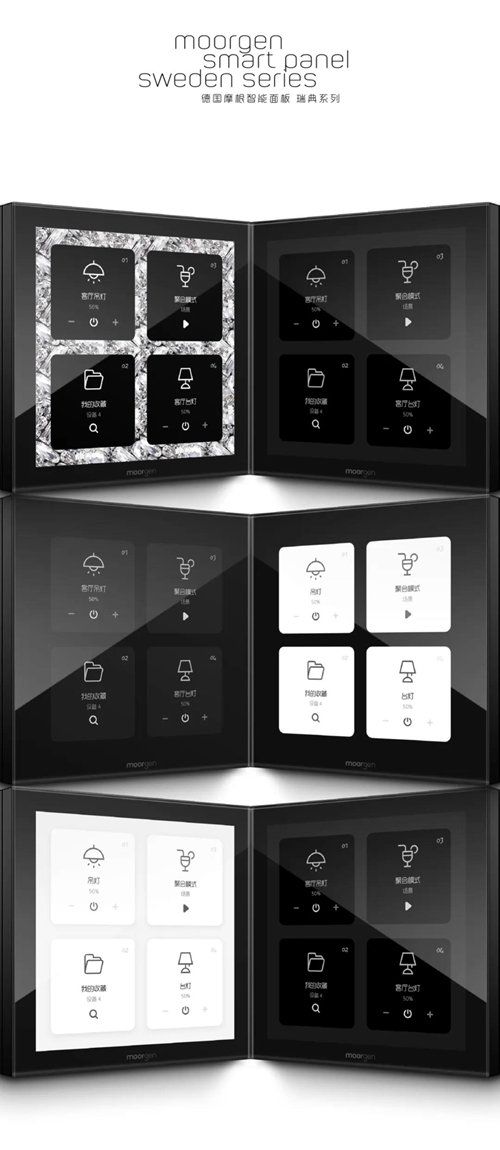 moorgen
smart panel
sweden series
德国摩根智能面板 瑞典系列
01
客厅吊灯
50%
03
聚会模式
场景
02
我的收藏
设备 4
04
客厅台灯
50%
moorgen
01
客厅吊灯
50%
03
聚会模式
场景
02
我的收藏
设备 4
04
客厅台灯
50%
moorgen
01
客厅吊灯
50%
03
聚会模式
场景
02
我的收藏
设备 4
04
客厅台灯
50%
moorgen
01
吊灯
50%
03
聚会模式
场景
02
我的收藏
设备 4
04
台灯
50%
moorgen
01
吊灯
50%
03
聚会模式
场景
02
我的收藏
设备 4
04
台灯
50%
moorgen
01
客厅吊灯
50%
03
聚会模式
场景
02
我的收藏
设备 4
04
客厅台灯
50%
moorgen